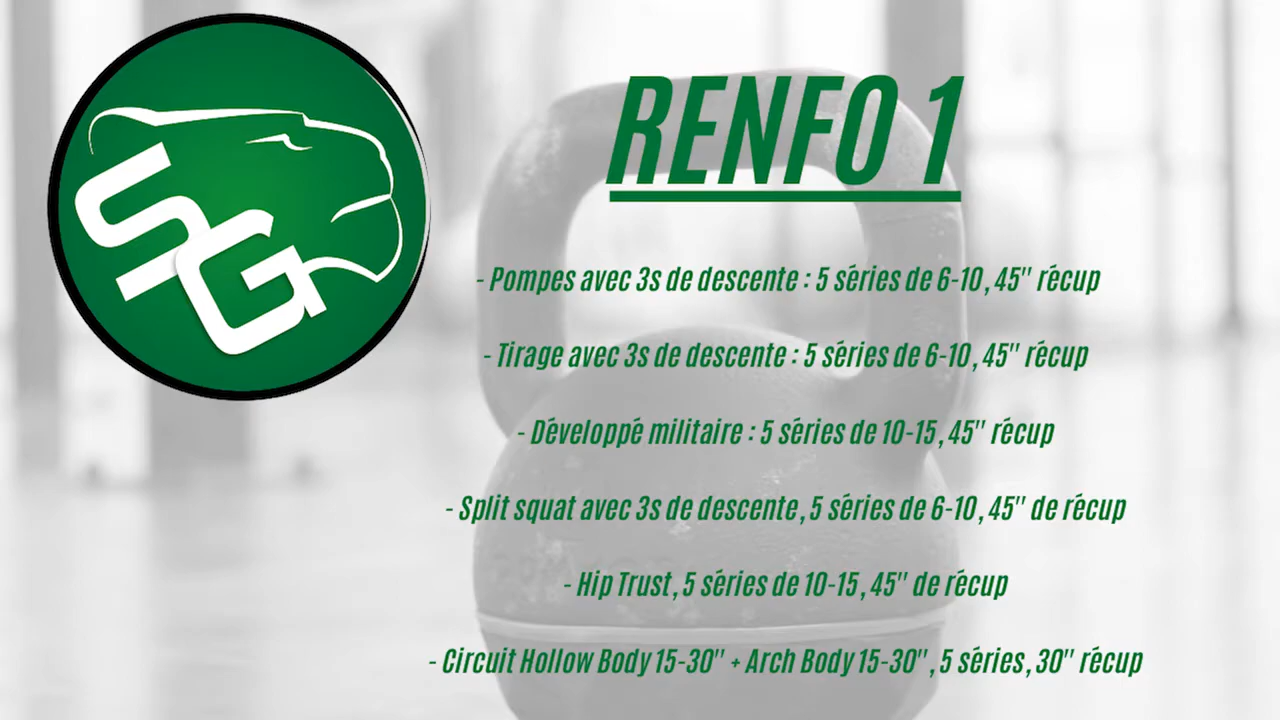 SG
RENFO 1
- Pompes avec 3s de descente : 5 séries de 6-10, 45" récup
- Tirage avec 3s de descente : 5 séries de 6-10, 45" récup
- Développé militaire : 5 séries de 10-15, 45" récup
- Split squat avec 3s de descente, 5 séries de 6-10, 45" de récup
- Hip Trust, 5 séries de 10-15, 45" de récup
- Circuit Hollow Body 15-30" + Arch Body 15-30", 5 séries, 30" récup